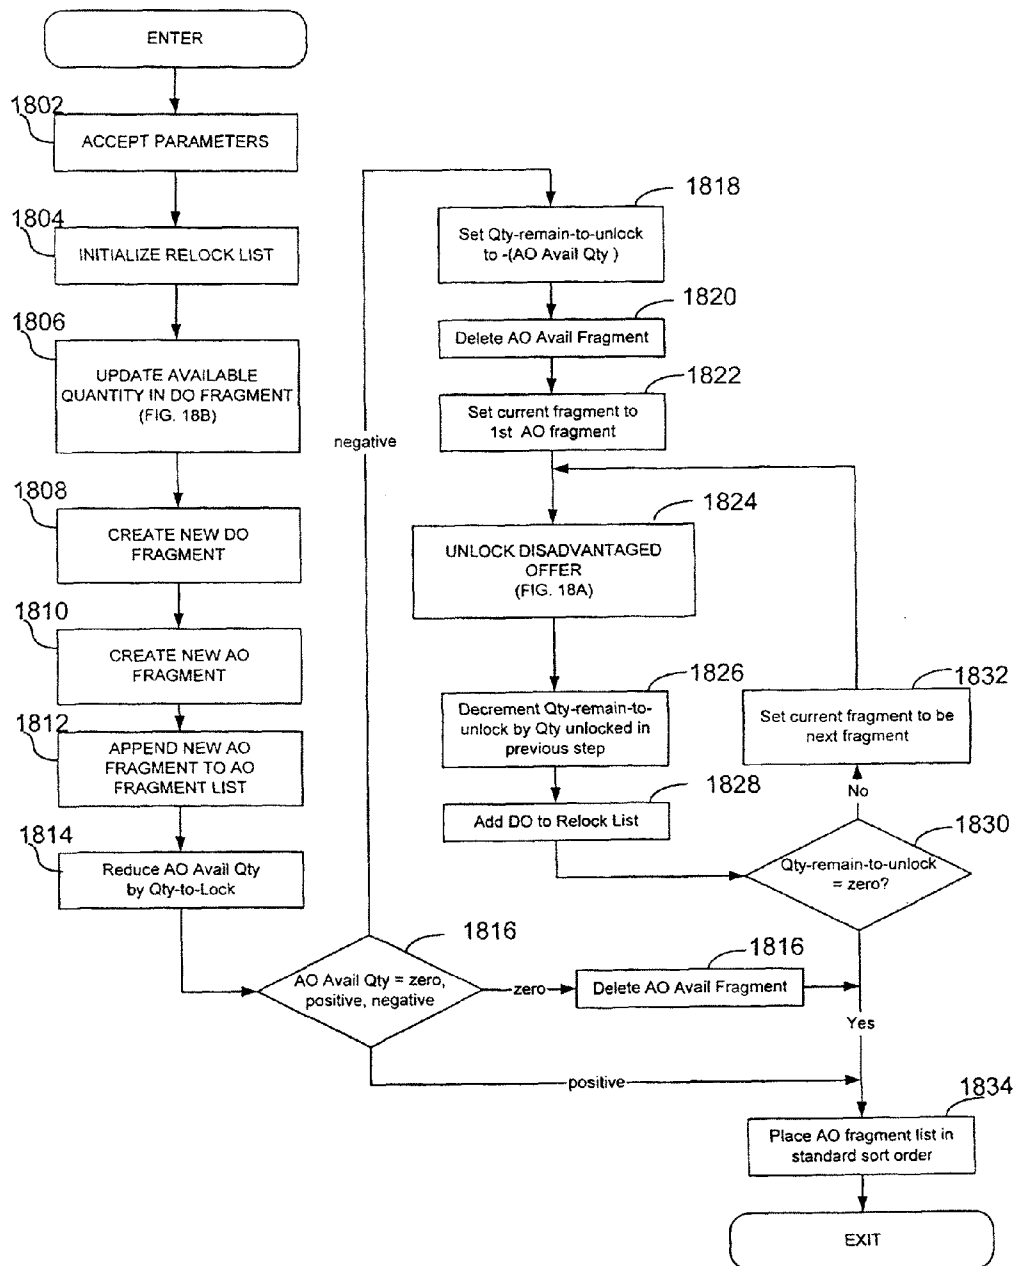 ENTER
1802
ACCEPT PARAMETERS
1804
INITIALIZE RELOCK LIST
1806
UPDATE AVAILABLE
QUANTITY IN DO FRAGMENT
(FIG. 18B)
1808
CREATE NEW DO
FRAGMENT
1810
CREATE NEW AO
FRAGMENT
1812
APPEND NEW AO
FRAGMENT TO AO
FRAGMENT LIST
1814
Reduce AO Avail Qty
by Qty-to-Lock
1816
AO Avail Qty = zero,
positive, negative
negative
zero
positive
1816
Delete AO Avail Fragment
1818
Set Qty-remain-to-unlock
to -(AO Avail Qty )
1820
Delete AO Avail Fragment
1822
Set current fragment to
1st AO fragment
1824
UNLOCK DISADVANTAGED
OFFER
(FIG. 18A)
1826
Decrement Qty-remain-to-
unlock by Qty unlocked in
previous step
1828
Add DO to Relock List
1830
Qty-remain-to-unlock
= zero?
No
1832
Set current fragment to be
next fragment
Yes
1834
Place AO fragment list in
standard sort order
EXIT